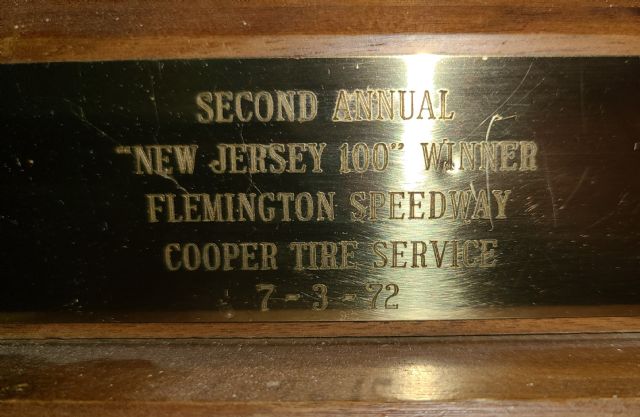 SECOND ANNUAL
"NEW JERSEY 100" WINNER
FLEMINGTON SPEEDWAY
COOPER TIRE SERVICE
7-3-72